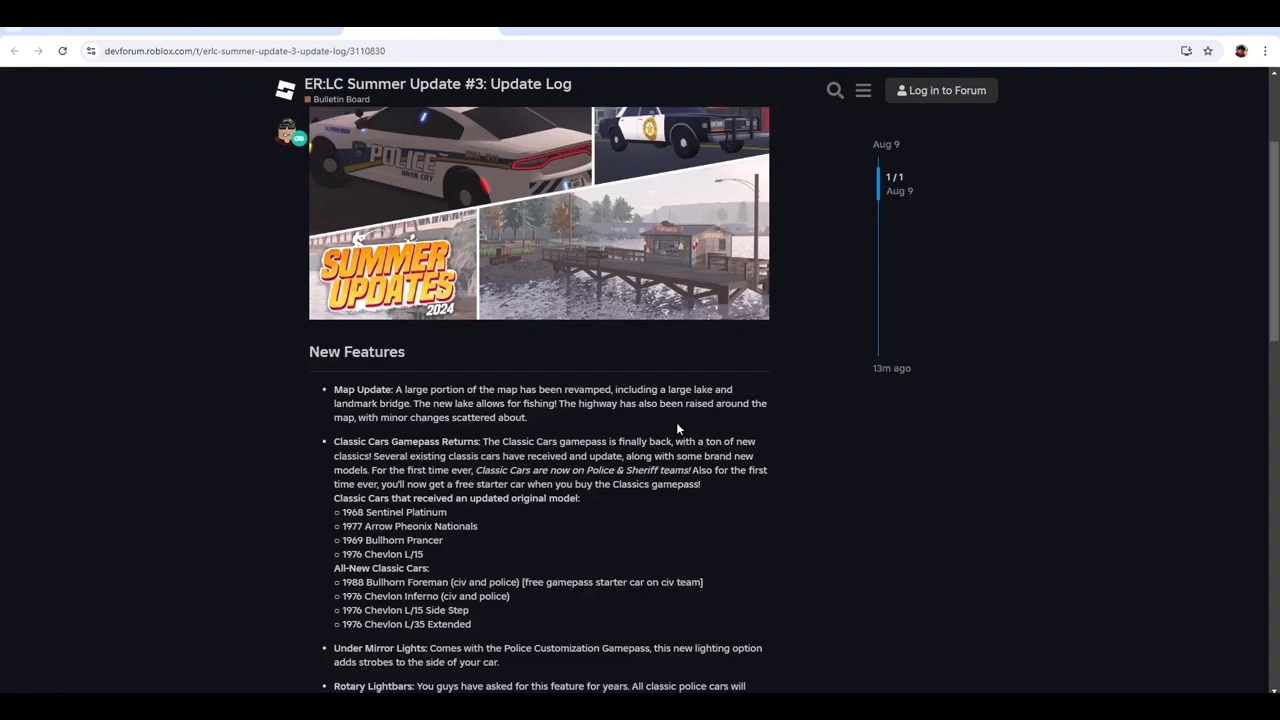 devforum.roblox.com/t/erlc-summer-update-3-update-log/3110830
ER:LC Summer Update #3: Update Log
Bulletin Board
Log in to Forum
POLICE
RIVER CITY
SUMMER
UPDATES
2024
Aug 9
1 / 1
Aug 9
13m ago
New Features
• Map Update: A large portion of the map has been revamped, including a large lake and
landmark bridge. The new lake allows for fishing! The highway has also been raised around the
map, with minor changes scattered about.
• Classic Cars Gamepass Returns: The Classic Cars gamepass is finally back, with a ton of new
classics! Several existing classis cars have received and update, along with some brand new
models. For the first time ever, Classic Cars are now on Police & Sheriff teams! Also for the first
time ever, you'll now get a free starter car when you buy the Classics gamepass!
Classic Cars that received an updated original model:
○ 1968 Sentinel Platinum
○ 1977 Arrow Pheonix Nationals
○ 1969 Bullhorn Prancer
○ 1976 Chevlon L/15
All-New Classic Cars:
○ 1988 Bullhorn Foreman (civ and police) [free gamepass starter car on civ team]
○ 1976 Chevlon Inferno (civ and police)
○ 1976 Chevlon L/15 Side Step
○ 1976 Chevlon L/35 Extended
• Under Mirror Lights: Comes with the Police Customization Gamepass, this new lighting option
adds strobes to the side of your car.
• Rotary Lightbars: You guys have asked for this feature for years. All classic police cars will